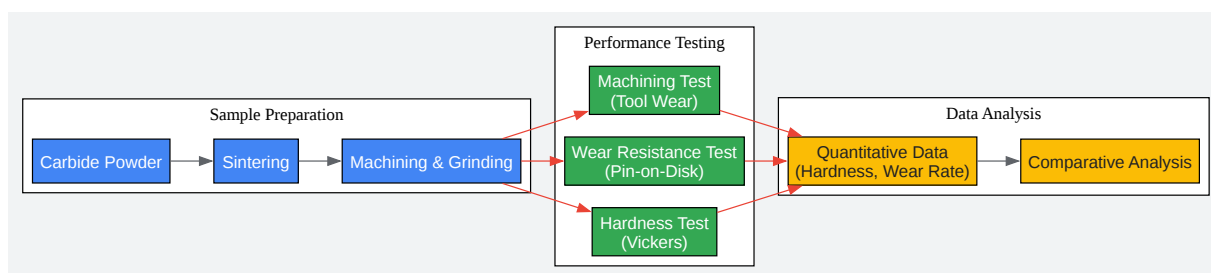 Sample Preparation
Carbide Powder
Sintering
Machining & Grinding
Performance Testing
Machining Test
(Tool Wear)
Wear Resistance Test
(Pin-on-Disk)
Hardness Test
(Vickers)
Data Analysis
Quantitative Data
(Hardness, Wear Rate)
Comparative Analysis